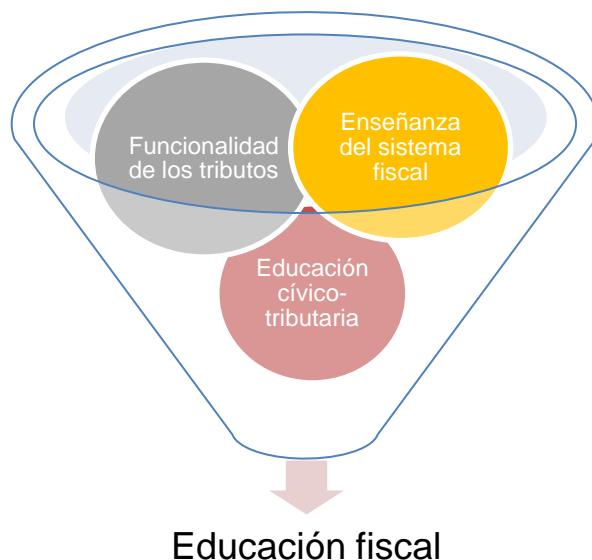 Funcionalidad
de los tributos
Enseñanza
del sistema
fiscal
Educación
cívico-
tributaria
Educación fiscal